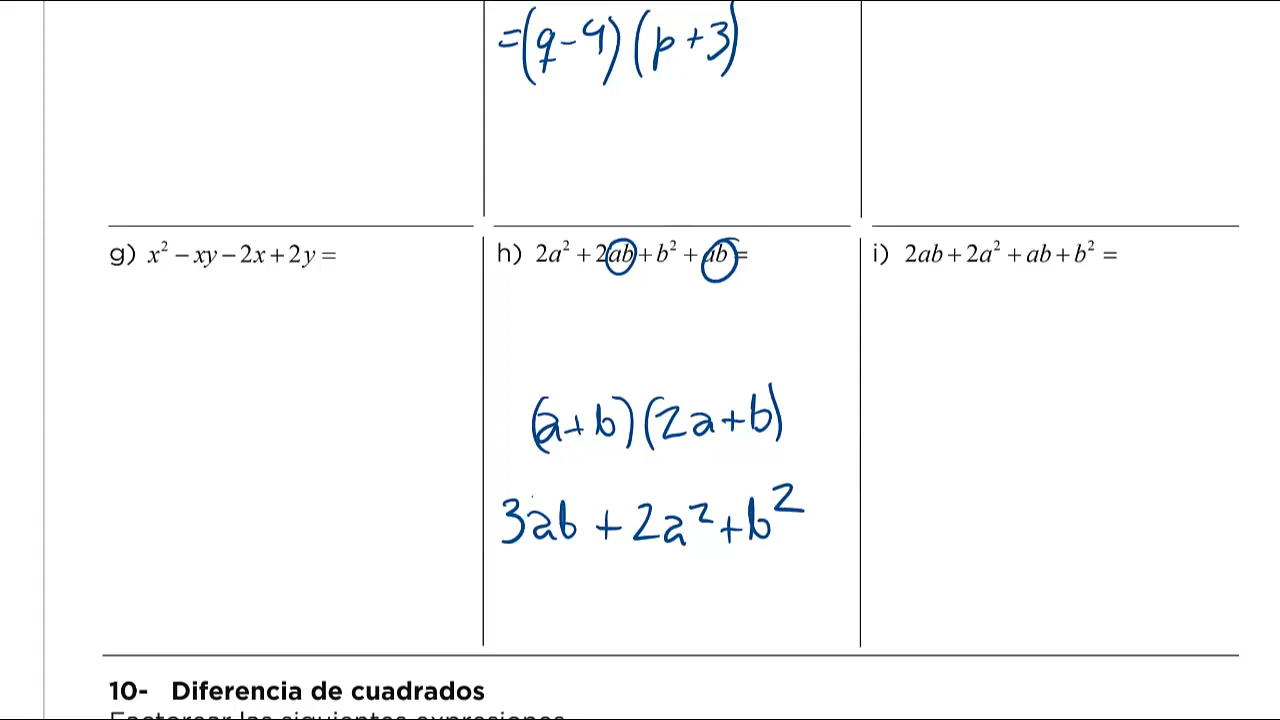 =(q-4)(p+3)
g) x² − xy − 2x + 2y =
h) 2a² + 2ab + b² + ab =
i) 2ab + 2a² + ab + b² =
(a+b)(2a+b)
3ab + 2a² + b²
10- Diferencia de cuadrados